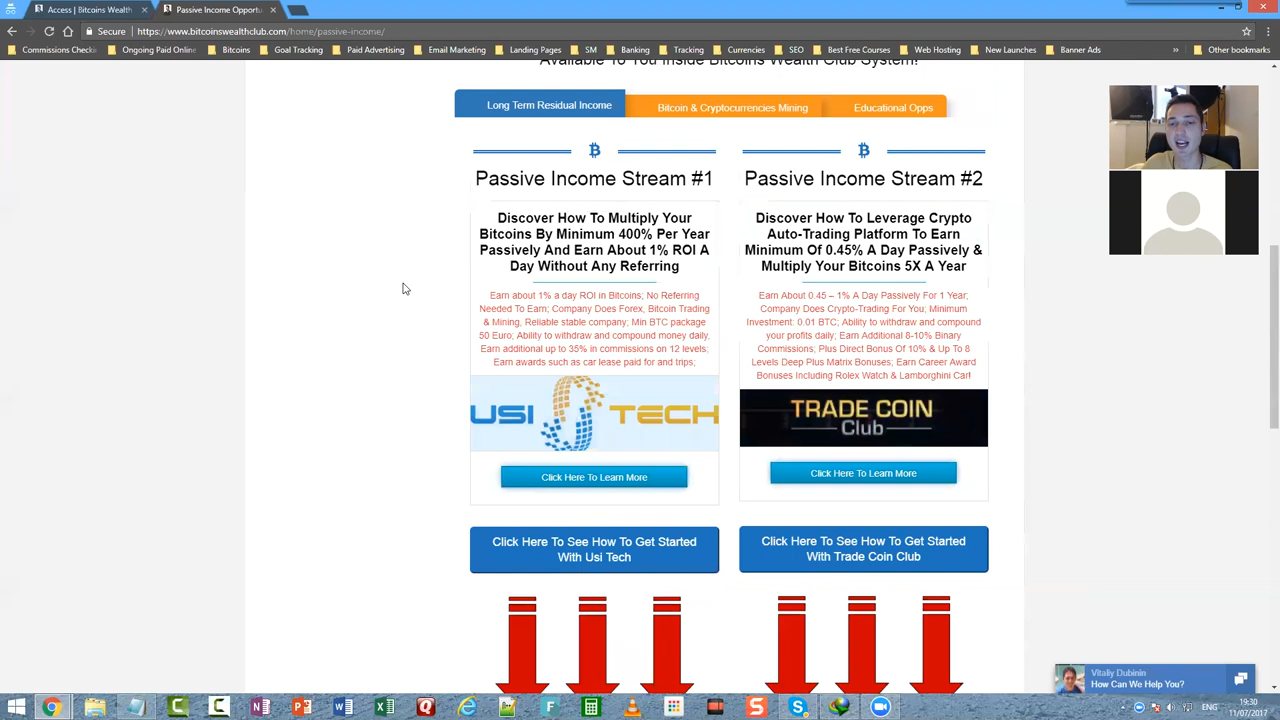 Access | Bitcoins Wealth
Passive Income Opportu
Secure
https://www.bitcoinswealthclub.com/home/passive-income/
Commissions Check
Ongoing Paid Online
Bitcoins
Goal Tracking
Paid Advertising
Email Marketing
Landing Pages
SM
Banking
Tracking
Currencies
SEO
Best Free Courses
Web Hosting
New Launches
Banner Ads
»
Other bookmarks
Available To You Inside Bitcoins Wealth Club System!
Long Term Residual Income
Bitcoin & Cryptocurrencies Mining
Educational Opps
Passive Income Stream #1
Discover How To Multiply Your
Bitcoins By Minimum 400% Per Year
Passively And Earn About 1% ROI A
Day Without Any Referring
Earn about 1% a day ROI in Bitcoins; No Referring
Needed To Earn; Company Does Forex, Bitcoin Trading
& Mining, Reliable stable company; Min BTC package
50 Euro; Ability to withdraw and compound money daily,
Earn additional up to 35% in commissions on 12 levels;
Earn awards such as car lease paid for and trips;
USI TECH
Click Here To Learn More
Click Here To See How To Get Started
With Usi Tech
Passive Income Stream #2
Discover How To Leverage Crypto
Auto-Trading Platform To Earn
Minimum Of 0.45% A Day Passively &
Multiply Your Bitcoins 5X A Year
Earn About 0.45 – 1% A Day Passively For 1 Year;
Company Does Crypto-Trading For You; Minimum
Investment: 0.01 BTC; Ability to withdraw and compound
your profits daily; Earn Additional 8-10% Binary
Commissions; Plus Direct Bonus Of 10% & Up To 8
Levels Deep Plus Matrix Bonuses; Earn Career Award
Bonuses Including Rolex Watch & Lamborghini Car!
TRADE COIN
Club
Click Here To Learn More
Click Here To See How To Get Started
With Trade Coin Club
Vitaliy Dubinin
How Can We Help You?
ENG
19:30
11/07/2017